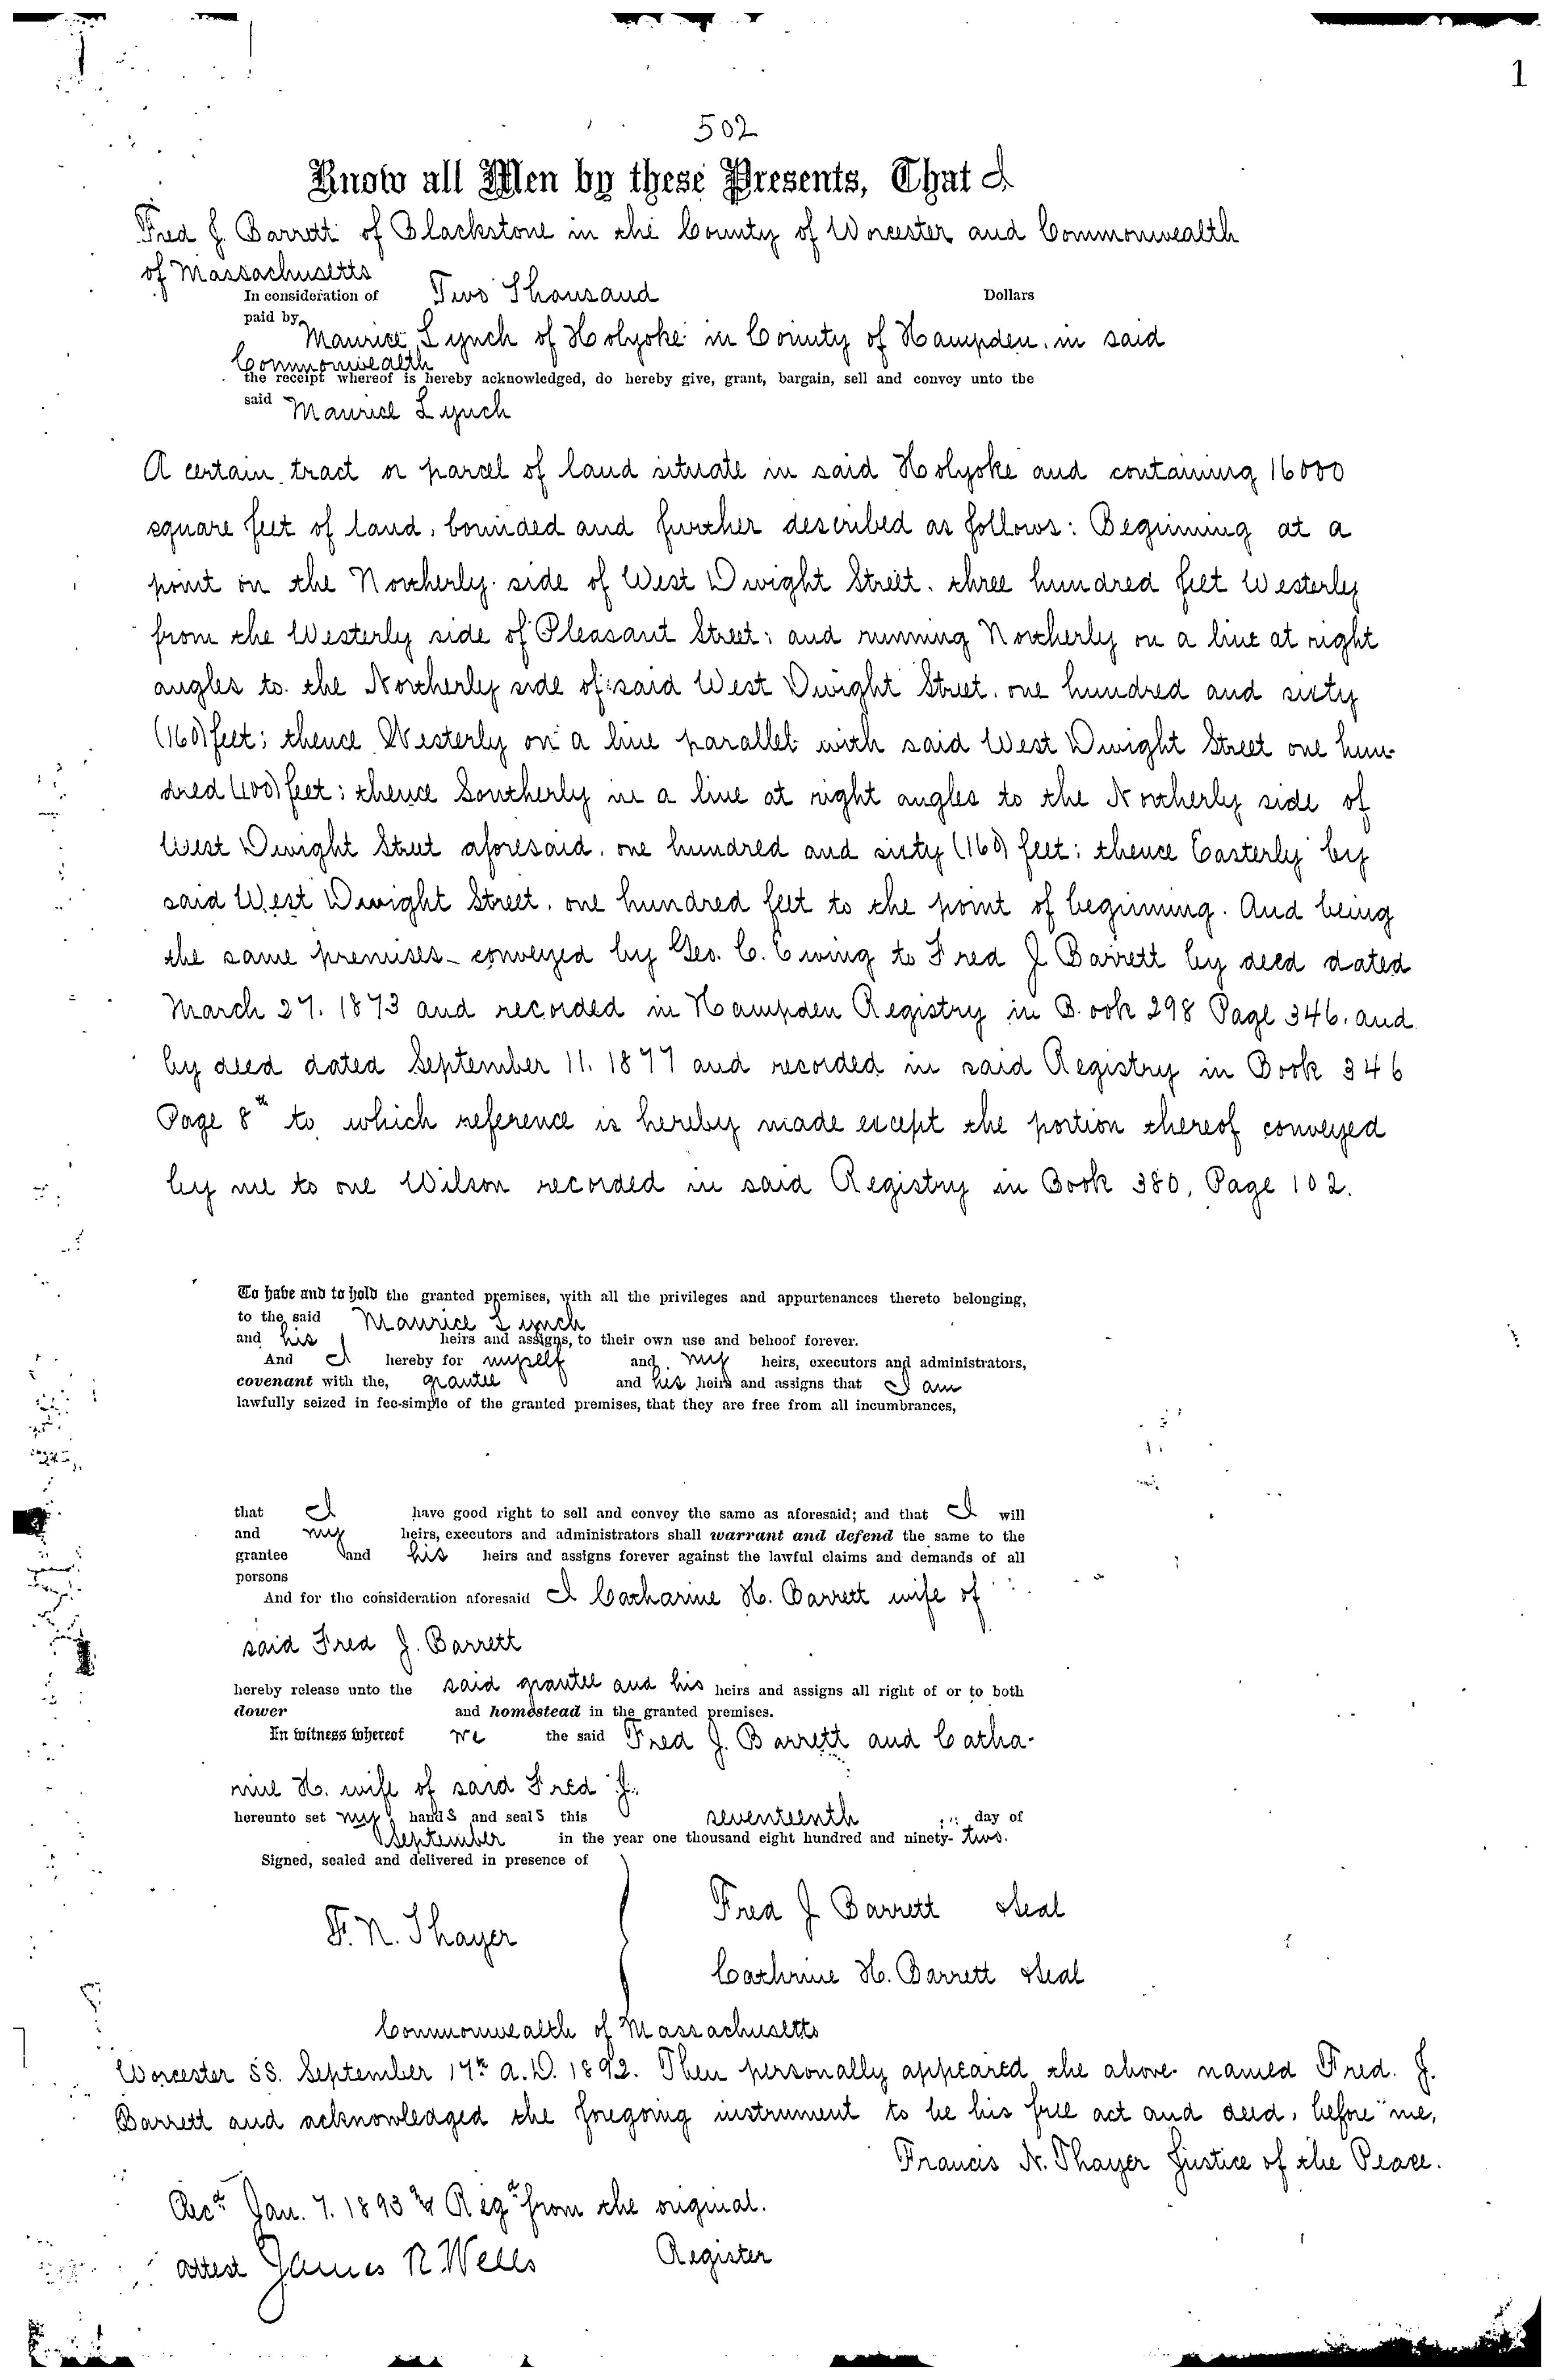 1
502
Know all Men by these Presents, That I
Fred J. Barrett of Blackstone in the County of Worcester and Commonwealth
of Massachusetts
In consideration of Two Thousand Dollars
paid by Maurice Lynch of Holyoke in County of Hampden, in said
Commonwealth
the receipt whereof is hereby acknowledged, do hereby give, grant, bargain, sell and convey unto the
said Maurice Lynch
A certain tract or parcel of land situate in said Holyoke and containing 16000
square feet of land, bounded and further described as follows: Beginning at a
point on the Northerly side of West Dwight Street, three hundred feet Westerly
from the Westerly side of Pleasant Street; and running Northerly on a line at right
angles to the Northerly side of said West Dwight Street, one hundred and sixty
(160) feet; thence Westerly on a line parallel with said West Dwight Street one hun-
dred (100) feet; thence Southerly in a line at right angles to the Northerly side of
West Dwight Street aforesaid, one hundred and sixty (160) feet; thence Easterly by
said West Dwight Street, one hundred feet to the point of beginning. And being
the same premises conveyed by Geo. C. Ewing to Fred J Barrett by deed dated
March 27, 1873 and recorded in Hampden Registry in Book 298 Page 346, and
by deed dated September 11, 1877 and recorded in said Registry in Book 346
Page 8th to which reference is hereby made except the portion thereof conveyed
by me to one Wilson recorded in said Registry in Book 380, Page 102.
To have and to hold the granted premises, with all the privileges and appurtenances thereto belonging,
to the said Maurice Lynch
and his heirs and assigns, to their own use and behoof forever.
And I hereby for myself and my heirs, executors and administrators,
covenant with the, grantee and his heirs and assigns that I am
lawfully seized in fee-simple of the granted premises, that they are free from all incumbrances,
that I have good right to sell and convey the same as aforesaid; and that I will
and my heirs, executors and administrators shall warrant and defend the same to the
grantee and his heirs and assigns forever against the lawful claims and demands of all
persons
And for the consideration aforesaid I Catharine H. Barrett wife of
said Fred J. Barrett
hereby release unto the said grantee and his heirs and assigns all right of or to both
dower and homestead in the granted premises.
In witness whereof we the said Fred J. Barrett and Catha-
rine H. wife of said Fred J.
hereunto set my hands and seals this seventeenth day of
September in the year one thousand eight hundred and ninety-two.
Signed, sealed and delivered in presence of
Fred J Barrett Seal
F. N. Thayer
Cathrine H. Barrett Seal
Commonwealth of Massachusetts
Worcester SS. September 17th A.D. 1892. Then personally appeared the above named Fred. J.
Barrett and acknowledged the foregoing instrument to be his free act and deed, before me,
Francis N. Thayer Justice of the Peace.
Recd Jan. 7. 1893 & Regd from the original.
Attest James R. Wells Register